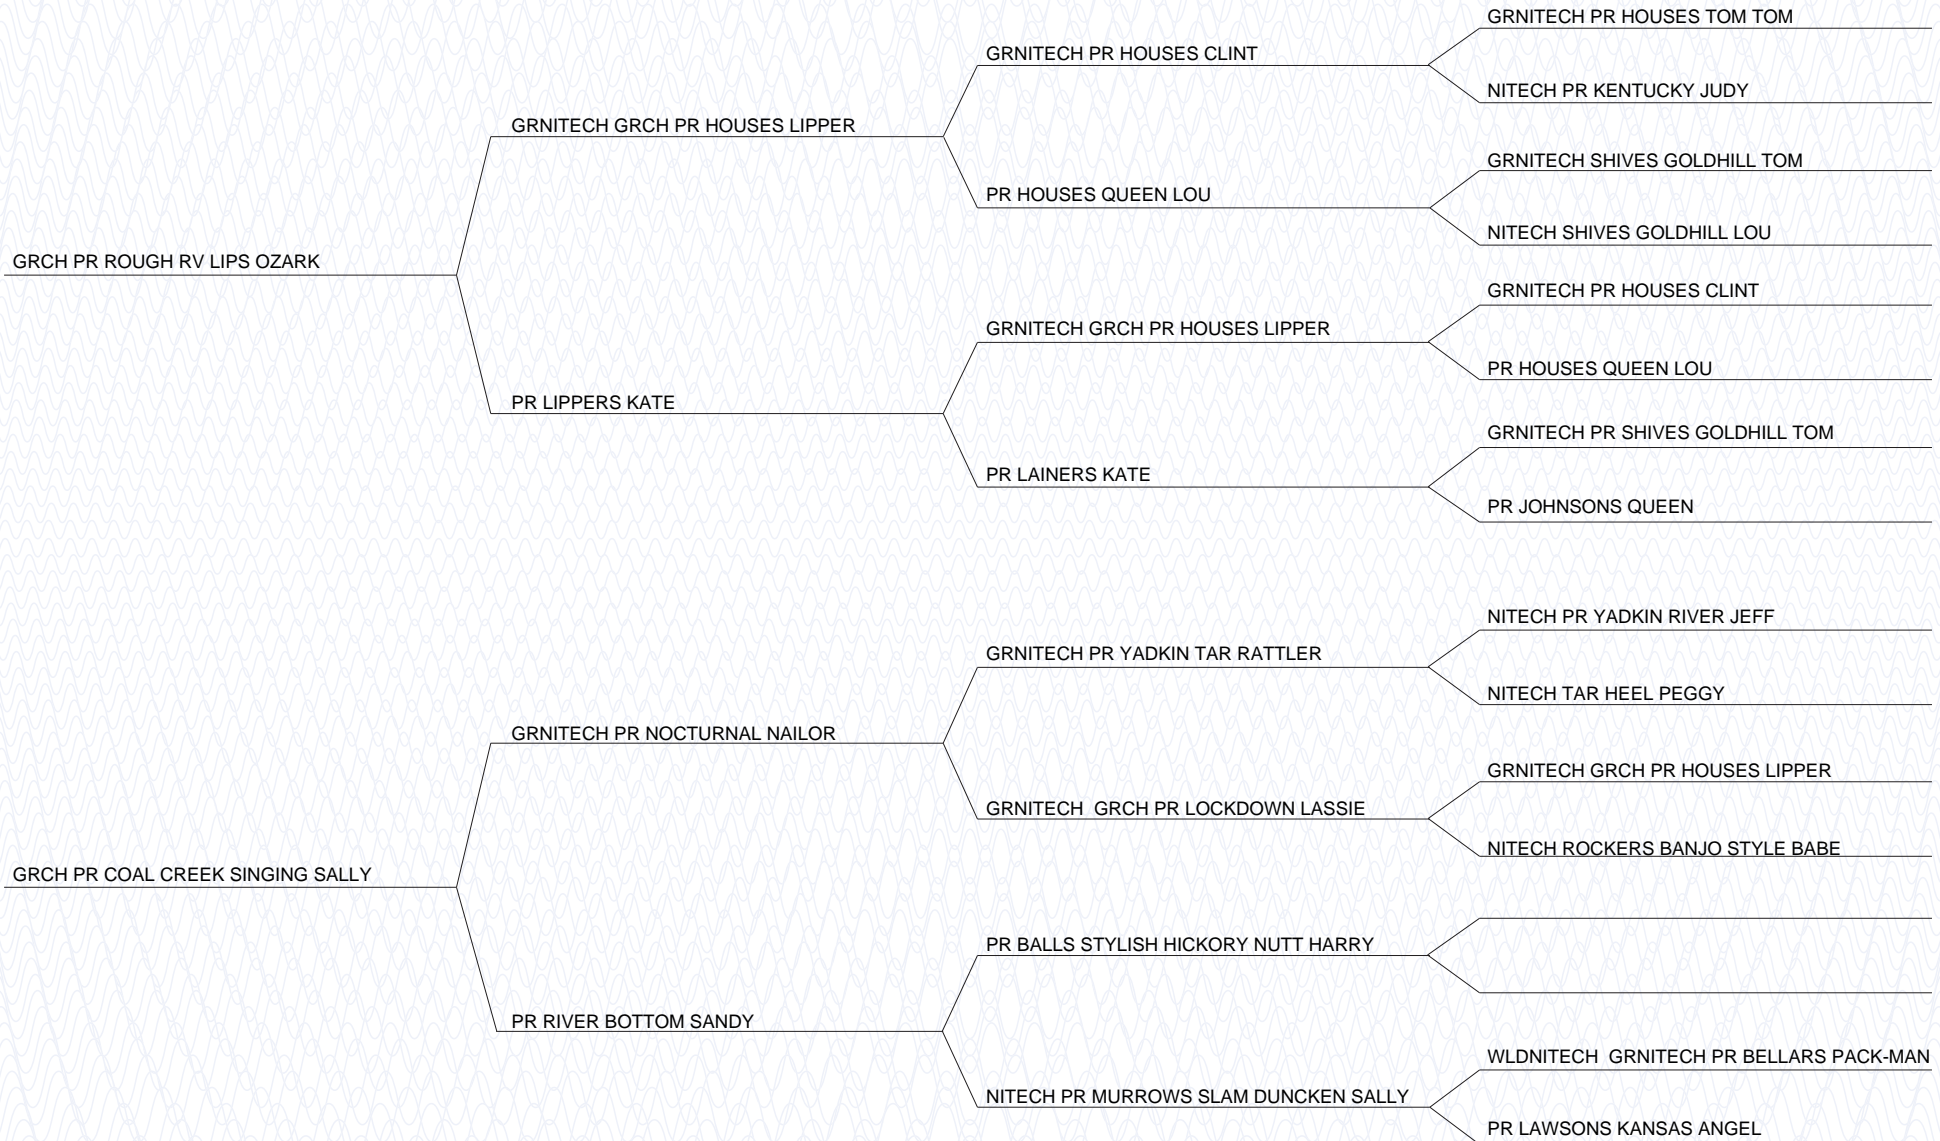 GRNITECH PR HOUSES TOM TOM
GRNITECH PR HOUSES CLINT
NITECH PR KENTUCKY JUDY
GRNITECH GRCH PR HOUSES LIPPER
GRNITECH SHIVES GOLDHILL TOM
PR HOUSES QUEEN LOU
NITECH SHIVES GOLDHILL LOU
GRCH PR ROUGH RV LIPS OZARK
GRNITECH PR HOUSES CLINT
GRNITECH GRCH PR HOUSES LIPPER
PR HOUSES QUEEN LOU
PR LIPPERS KATE
GRNITECH PR SHIVES GOLDHILL TOM
PR LAINERS KATE
PR JOHNSONS QUEEN
NITECH PR YADKIN RIVER JEFF
GRNITECH PR YADKIN TAR RATTLER
NITECH TAR HEEL PEGGY
GRNITECH PR NOCTURNAL NAILOR
GRNITECH GRCH PR HOUSES LIPPER
GRNITECH  GRCH PR LOCKDOWN LASSIE
NITECH ROCKERS BANJO STYLE BABE
GRCH PR COAL CREEK SINGING SALLY
PR BALLS STYLISH HICKORY NUTT HARRY
PR RIVER BOTTOM SANDY
WLDNITECH  GRNITECH PR BELLARS PACK-MAN
NITECH PR MURROWS SLAM DUNCKEN SALLY
PR LAWSONS KANSAS ANGEL